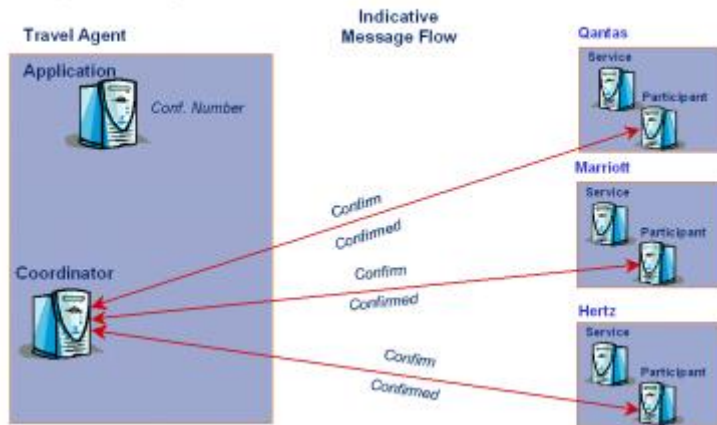 Indicative
Message Flow
Travel Agent
Application
Conf. Number
Coordinator
Qantas
Service
Participant
Confirm
Confirmed
Marriott
Service
Participant
Confirm
Confirmed
Hertz
Service
Participant
Confirm
Confirmed